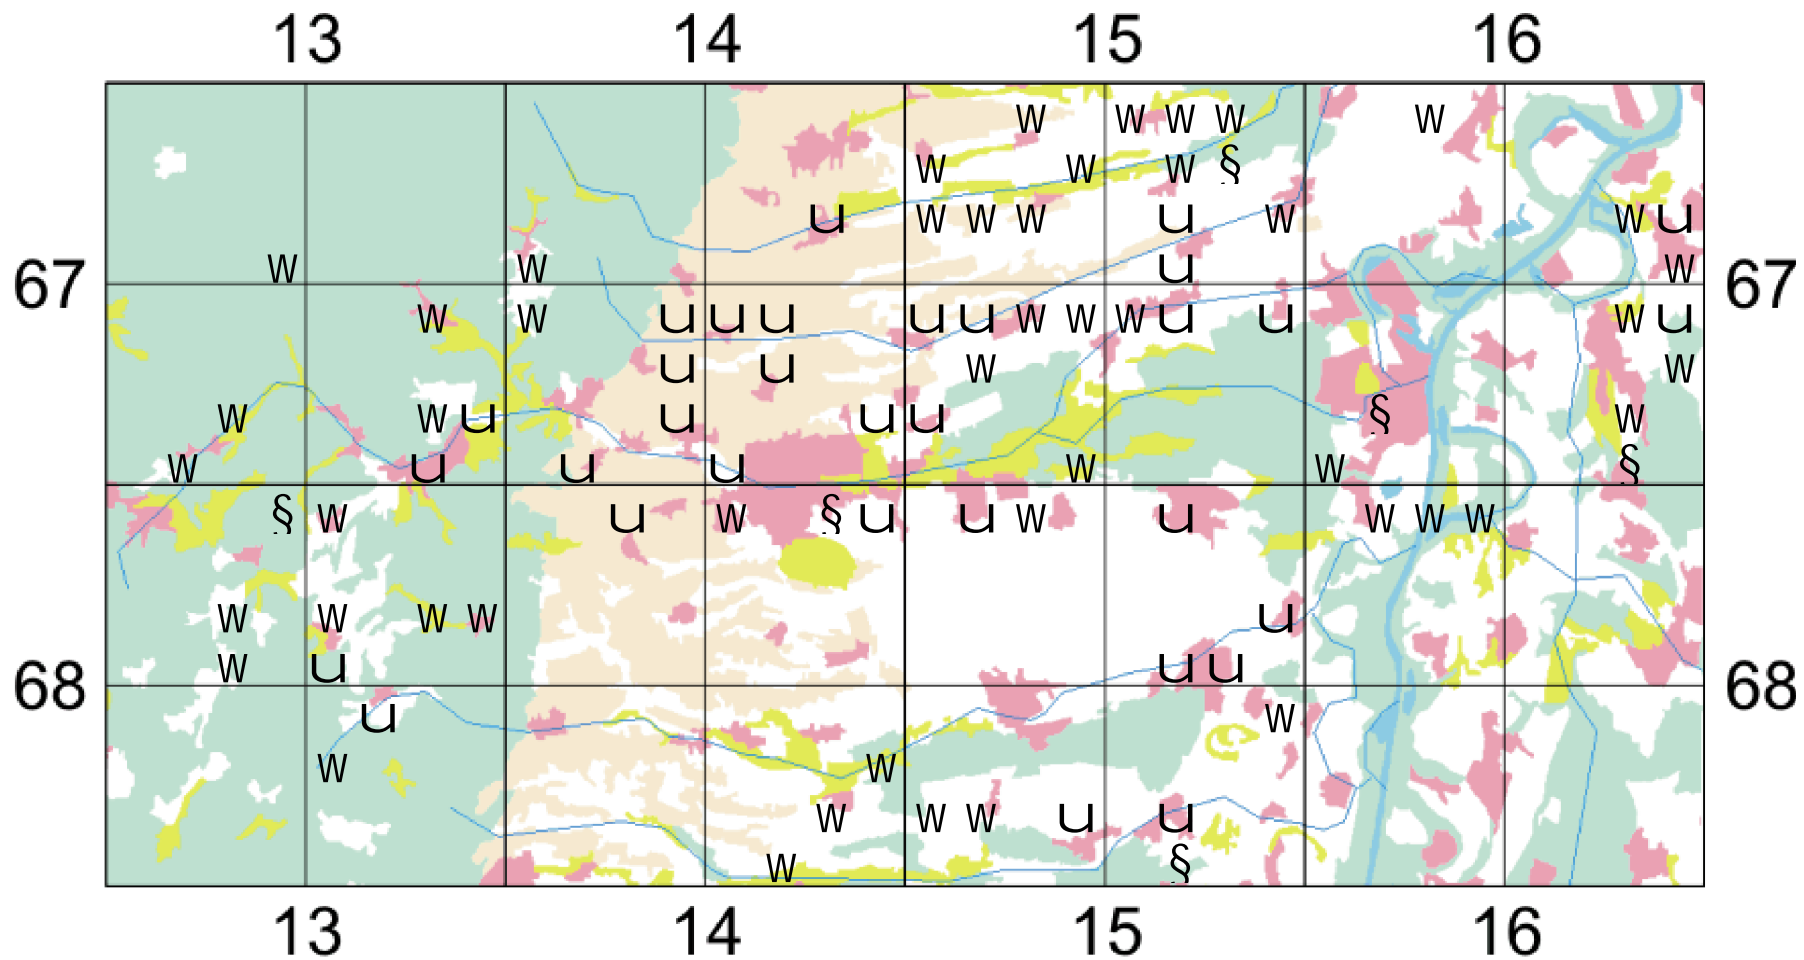 13 14 15 16
W W W W W
W W W §
u W W W u W W u
67 W W u W 67
W W u u u u u W W W u u W u
u u W W
W W u u u u § W
W u u u W W §
§ W u W § u u W u W W W
W W W W u
68 W u u u 68
u W
W W
W W W u u
W §
13 14 15 16